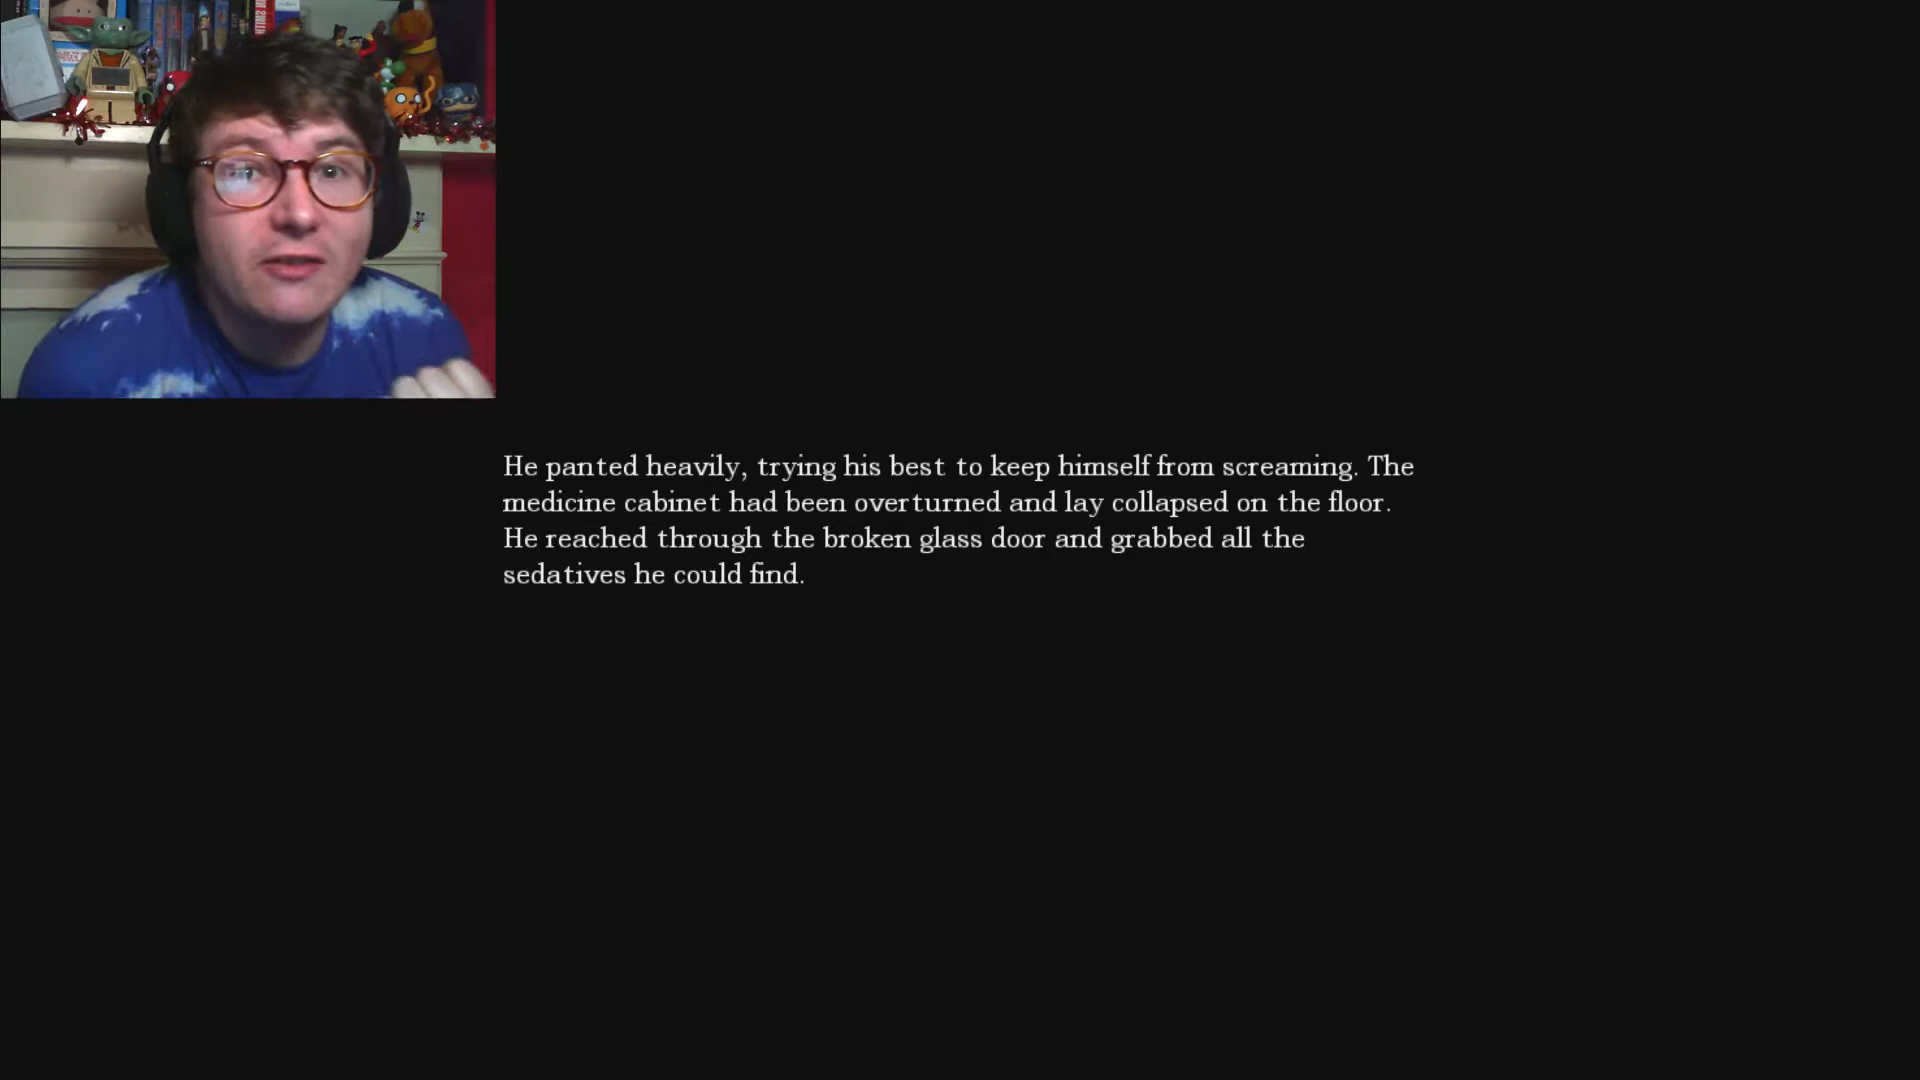 He panted heavily, trying his best to keep himself from screaming. The
medicine cabinet had been overturned and lay collapsed on the floor.
He reached through the broken glass door and grabbed all the
sedatives he could find.